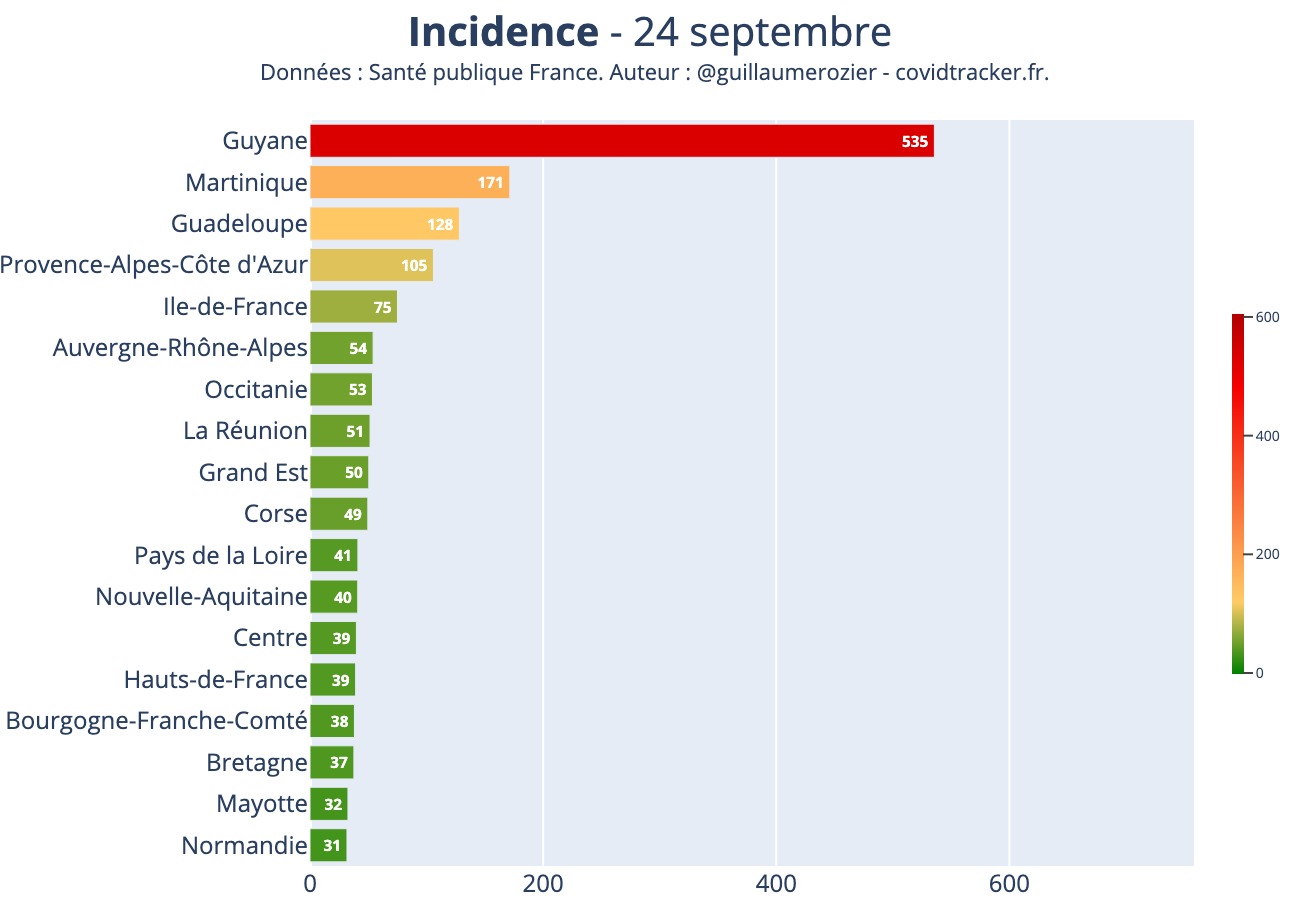 Incidence - 24 septembre
Données : Santé publique France. Auteur : @guillaumerozier - covidtracker.fr.
Guyane 535
Martinique 171
Guadeloupe 128
Provence-Alpes-Côte d'Azur 105
Ile-de-France 75
Auvergne-Rhône-Alpes 54
Occitanie 53
La Réunion 51
Grand Est 50
Corse 49
Pays de la Loire 41
Nouvelle-Aquitaine 40
Centre 39
Hauts-de-France 39
Bourgogne-Franche-Comté 38
Bretagne 37
Mayotte 32
Normandie 31
0 200 400 600
600
400
200
0